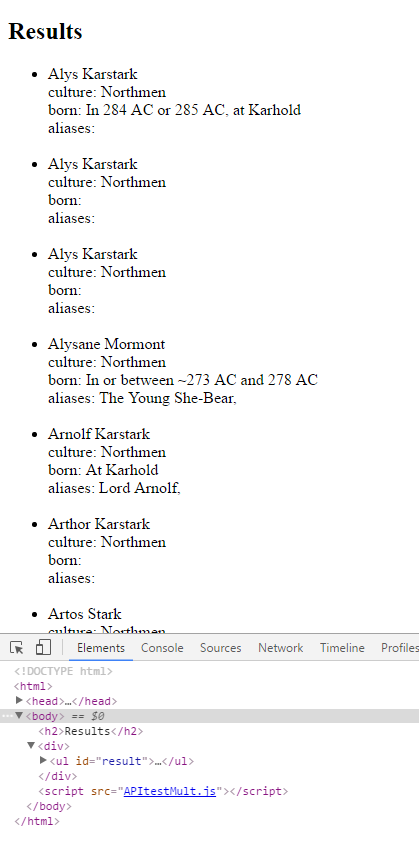 Results
Alys Karstark
culture: Northmen
born: In 284 AC or 285 AC, at Karhold
aliases:
Alys Karstark
culture: Northmen
born:
aliases:
Alys Karstark
culture: Northmen
born:
aliases:
Alysane Mormont
culture: Northmen
born: In or between ~273 AC and 278 AC
aliases: The Young She-Bear,
Arnolf Karstark
culture: Northmen
born: At Karhold
aliases: Lord Arnolf,
Arthor Karstark
culture: Northmen
born:
aliases:
Artos Stark
culture: Northmen
Elements Console Sources Network Timeline Profiles
<!DOCTYPE html>
<html>
<head>…</head>
<body> == $0
<h2>Results</h2>
<div>
<ul id="result">…</ul>
</div>
<script src="APItestMult.js"></script>
</body>
</html>